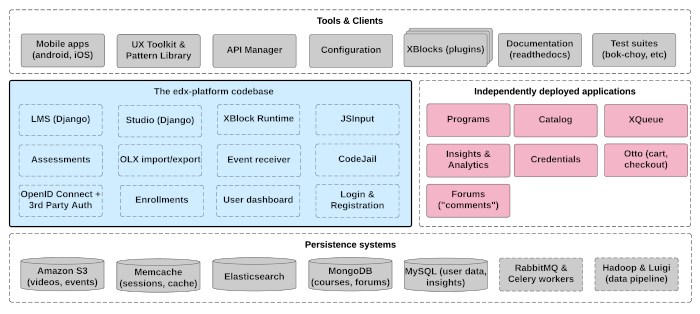 Tools & Clients
Mobile apps
(android, iOS)
UX Toolkit &
Pattern Library
API Manager
Configuration
XBlocks (plugins)
Documentation
(readthedocs)
Test suites
(bok-choy, etc)
The edx-platform codebase
LMS (Django)
Studio (Django)
XBlock Runtime
JSInput
Assessments
OLX import/export
Event receiver
CodeJail
OpenID Connect +
3rd Party Auth
Enrollments
User dashboard
Login &
Registration
Independently deployed applications
Programs
Catalog
XQueue
Insights &
Analytics
Credentials
Otto (cart,
checkout)
Forums
("comments")
Persistence systems
Amazon S3
(videos, events)
Memcache
(sessions, cache)
Elasticsearch
MongoDB
(courses, forums)
MySQL (user data,
insights)
RabbitMQ &
Celery workers
Hadoop & Luigi
(data pipeline)